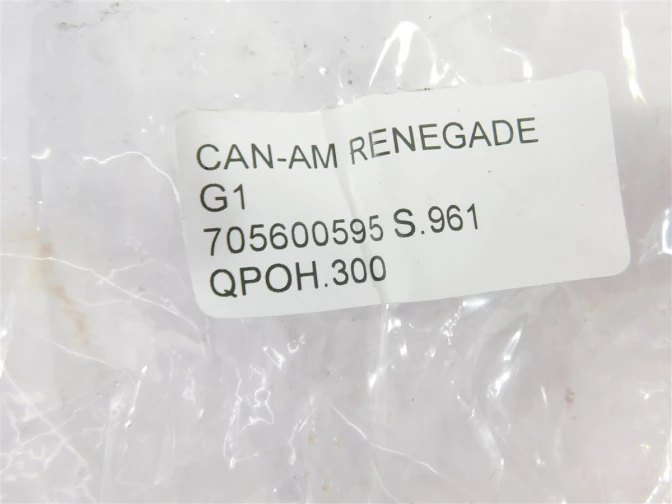 CAN-AM RENEGADE
G1
705600595 S.961
QPOH.300